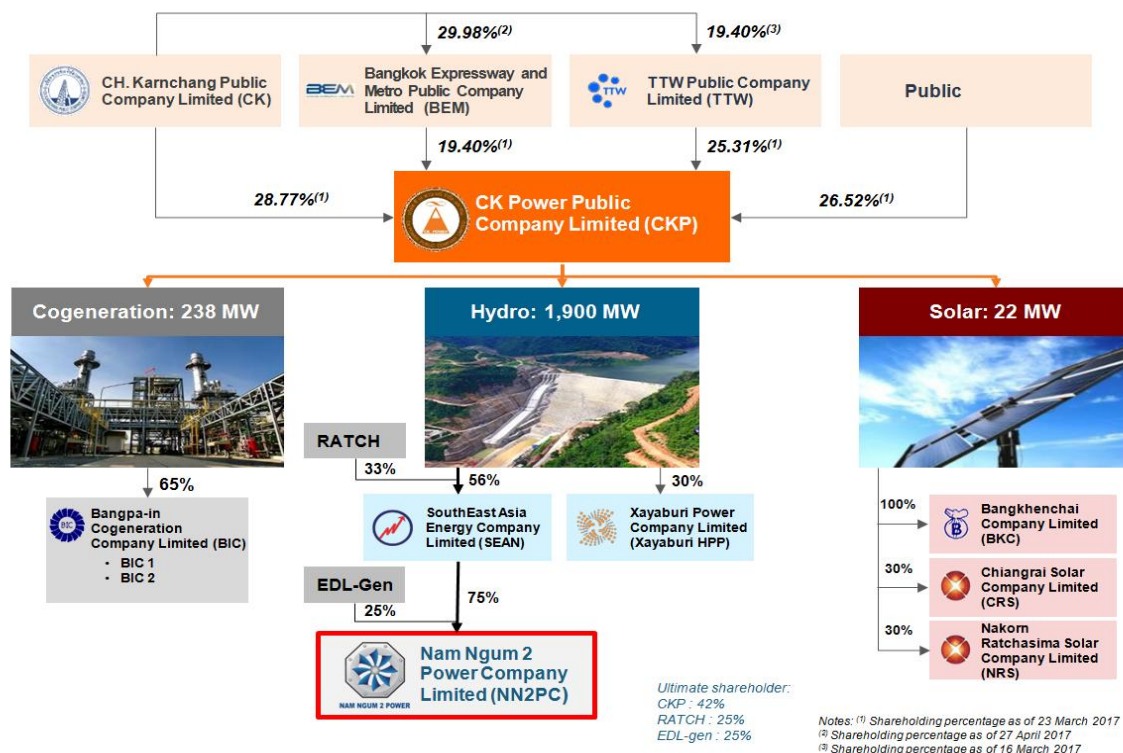 29.98%(2)
19.40%(3)
CH. Karnchang Public
Company Limited (CK)
BEM
Bangkok Expressway and
Metro Public Company
Limited (BEM)
TTW
TTW Public Company
Limited (TTW)
Public
19.40%(1)
25.31%(1)
28.77%(1)
CK Power Public
Company Limited (CKP)
26.52%(1)
Cogeneration: 238 MW
Hydro: 1,900 MW
Solar: 22 MW
RATCH
33%
65%
56%
30%
BIC
Bangpa-in
Cogeneration
Company Limited (BIC)
• BIC 1
• BIC 2
SouthEast Asia
Energy Company
Limited (SEAN)
Xayaburi Power
Company Limited
(Xayaburi HPP)
100%
Bangkhenchai
Company Limited
(BKC)
30%
Chiangrai Solar
Company Limited
(CRS)
30%
Nakorn
Ratchasima Solar
Company Limited
(NRS)
EDL-Gen
25%
75%
NAM NGUM 2 POWER
Nam Ngum 2
Power Company
Limited (NN2PC)
Ultimate shareholder:
CKP : 42%
RATCH : 25%
EDL-gen : 25%
Notes: (1) Shareholding percentage as of 23 March 2017
(2) Shareholding percentage as of 27 April 2017
(3) Shareholding percentage as of 16 March 2017